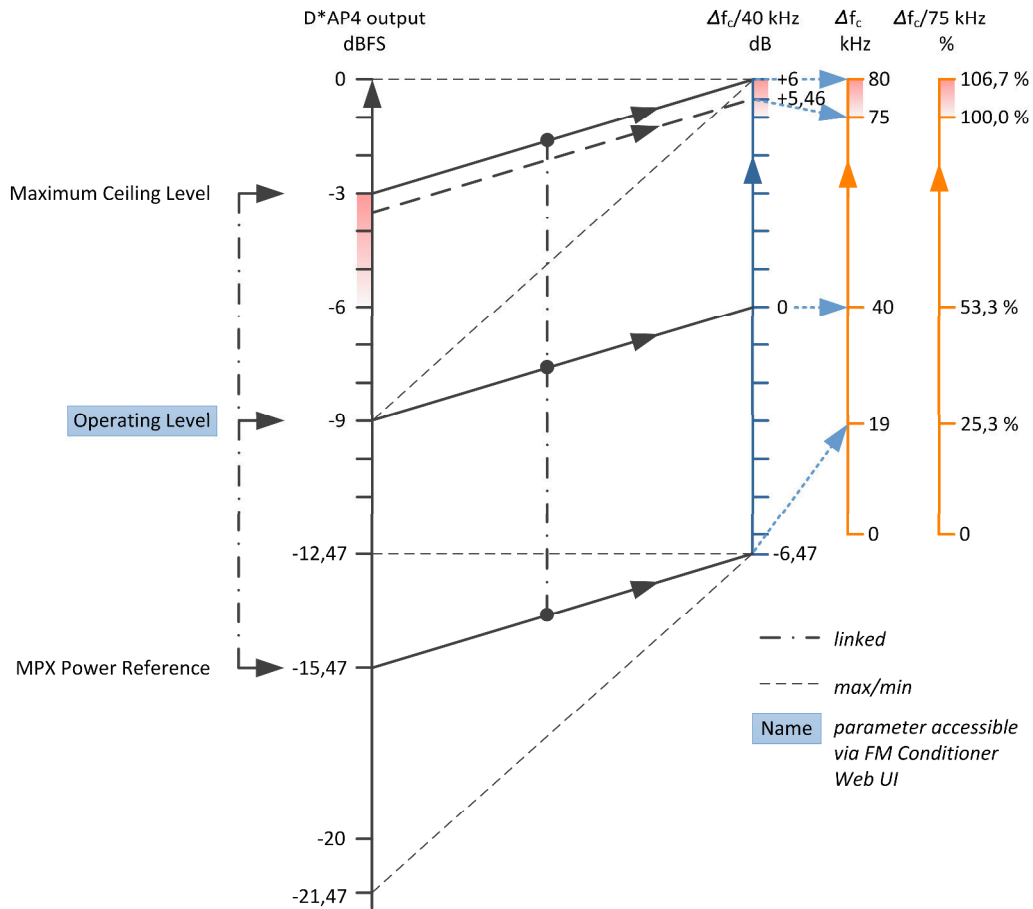 D*AP4 output
dBFS
Δfc/40 kHz
dB
Δfc
kHz
Δfc/75 kHz
%
0
+6
80
106,7 %
+5,46
75
100,0 %
Maximum Ceiling Level
-3
-6
0
40
53,3 %
Operating Level
-9
19
25,3 %
0
0
-12,47
-6,47
MPX Power Reference
-15,47
linked
max/min
Name
parameter accessible
via FM Conditioner
Web UI
-20
-21,47